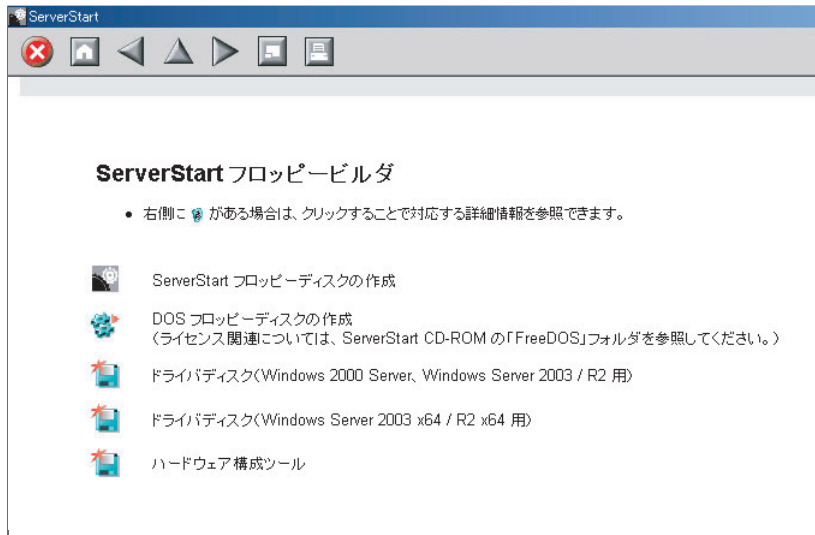 ServerStart
ServerStart フロッピービルダ
• 右側に がある場合は、クリックすることで対応する詳細情報を参照できます。
ServerStart フロッピーディスクの作成
DOS フロッピーディスクの作成
(ライセンス関連については、ServerStart CD-ROM の「FreeDOS」フォルダを参照してください。)
ドライバディスク(Windows 2000 Server、Windows Server 2003 / R2 用)
ドライバディスク(Windows Server 2003 x64 / R2 x64 用)
ハードウェア構成ツール